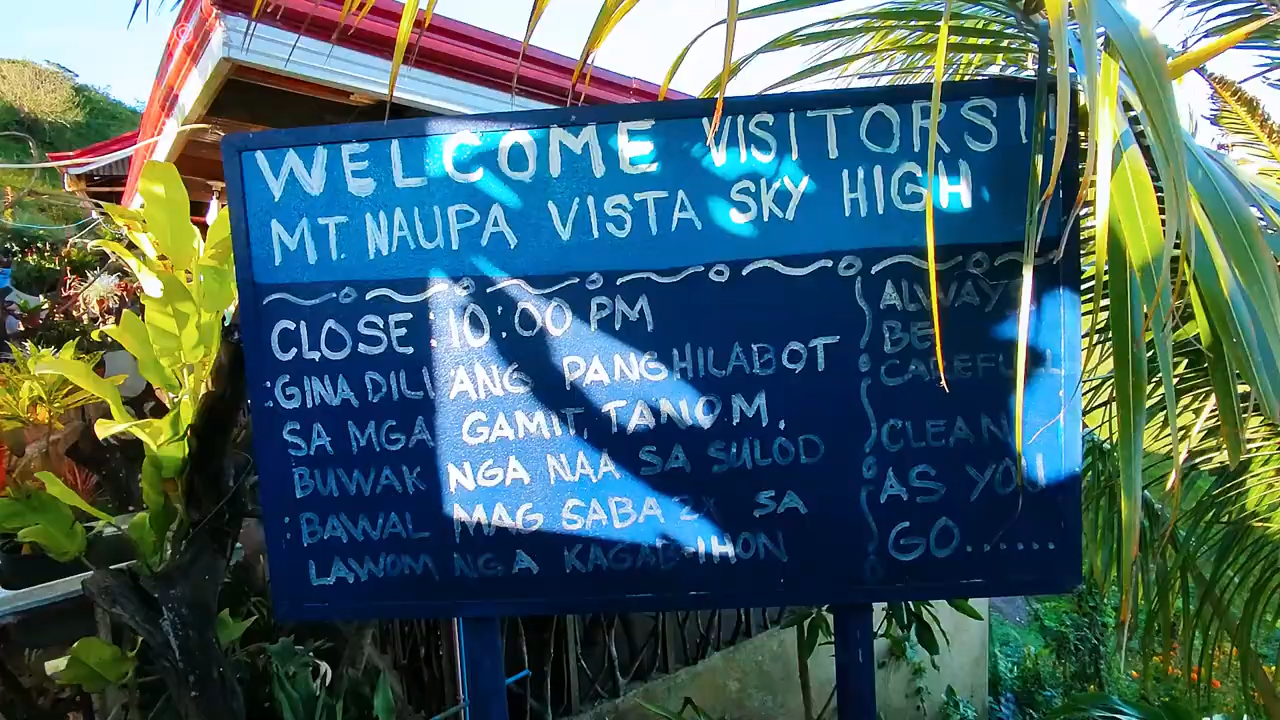 WELCOME VISITORS!!
MT. NAUPA VISTA SKY HIGH
CLOSE : 10:00 PM
: GINA DILI ANG PANGHILABOT
SA MGA GAMIT, TANOM,
BUWAK NGA NAA SA SULOD
: BAWAL MAG SABA SA
LAWOM NGA KAGAB-IHON
ALWAYS
BE
CAREFULL
CLEAN
AS YOU
GO......